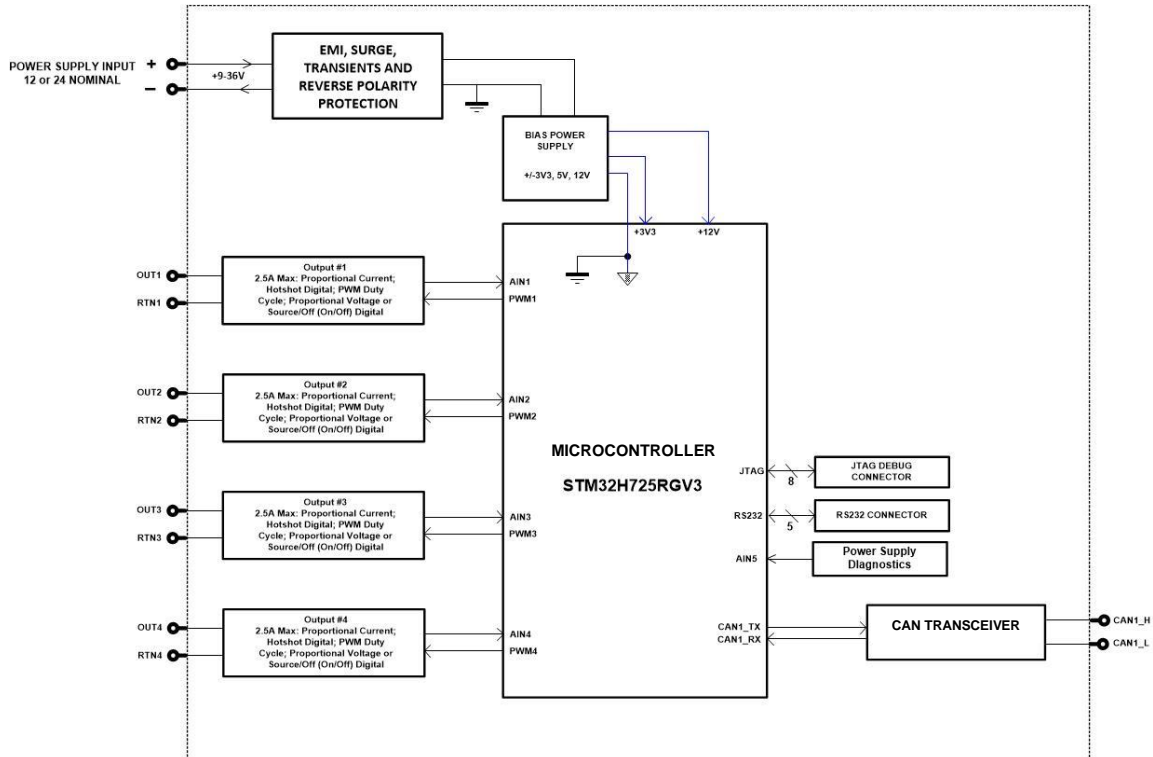 POWER SUPPLY INPUT
12 or 24 NOMINAL
+
−
+9-36V
EMI, SURGE,
TRANSIENTS AND
REVERSE POLARITY
PROTECTION
BIAS POWER
SUPPLY
+/-3V3, 5V, 12V
+3V3
+12V
OUT1
RTN1
Output #1
2.5A Max: Proportional Current;
Hotshot Digital; PWM Duty
Cycle; Proportional Voltage or
Source/Off (On/Off) Digital
AIN1
PWM1
OUT2
RTN2
Output #2
2.5A Max: Proportional Current;
Hotshot Digital; PWM Duty
Cycle; Proportional Voltage or
Source/Off (On/Off) Digital
AIN2
PWM2
MICROCONTROLLER
STM32H725RGV3
OUT3
RTN3
Output #3
2.5A Max: Proportional Current;
Hotshot Digital; PWM Duty
Cycle; Proportional Voltage or
Source/Off (On/Off) Digital
AIN3
PWM3
OUT4
RTN4
Output #4
2.5A Max: Proportional Current;
Hotshot Digital; PWM Duty
Cycle; Proportional Voltage or
Source/Off (On/Off) Digital
AIN4
PWM4
JTAG
8
JTAG DEBUG
CONNECTOR
RS232
5
RS232 CONNECTOR
AIN5
Power Supply
Diagnostics
CAN1_TX
CAN1_RX
CAN TRANSCEIVER
CAN1_H
CAN1_L